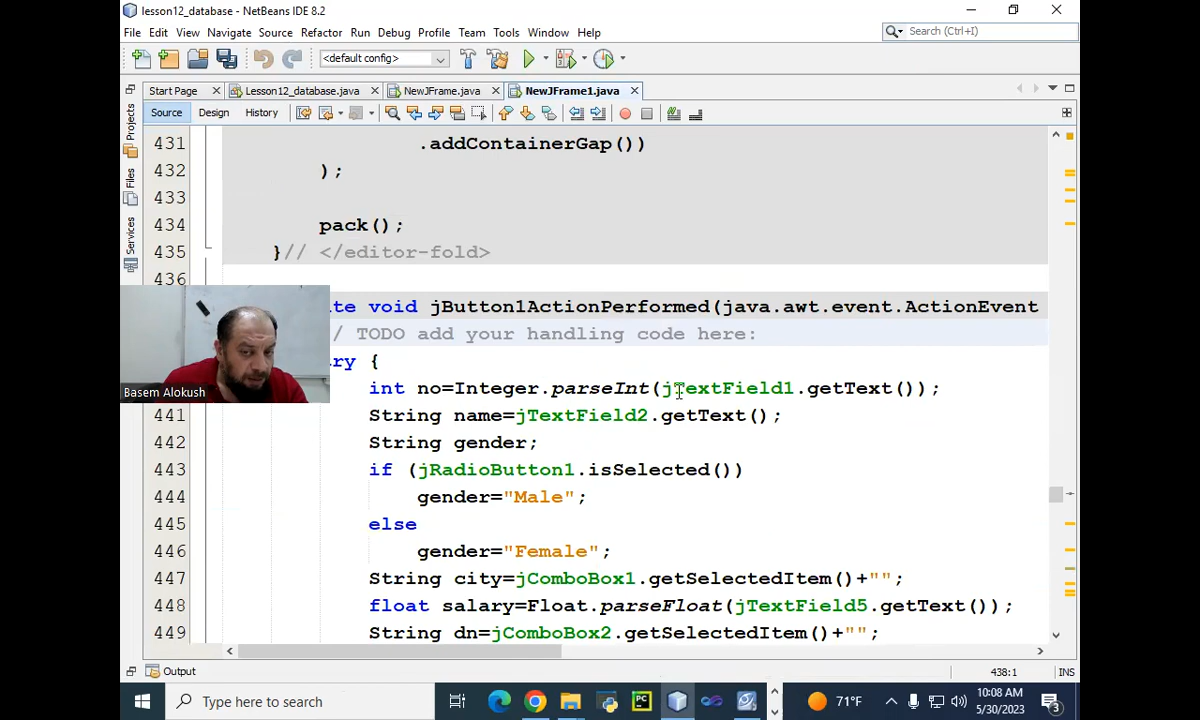 lesson12_database - NetBeans IDE 8.2
File Edit View Navigate Source Refactor Run Debug Profile Team Tools Window Help
Search (Ctrl+I)
<default config>
Start Page Lesson12_database.java NewJFrame.java NewJFrame1.java
Source Design History
Projects
Files
Services
431 .addContainerGap())
432 );
433
434 pack();
435 }// </editor-fold>
436
te void jButton1ActionPerformed(java.awt.event.ActionEvent
/ TODO add your handling code here:
ry {
int no=Integer.parseInt(jTextField1.getText());
Basem Alokush
441 String name=jTextField2.getText();
442 String gender;
443 if (jRadioButton1.isSelected())
444 gender="Male";
445 else
446 gender="Female";
447 String city=jComboBox1.getSelectedItem()+"";
448 float salary=Float.parseFloat(jTextField5.getText());
449 String dn=jComboBox2.getSelectedItem()+"";
Output
438:1 INS
Type here to search
PC
71°F
10:08 AM
5/30/2023
3